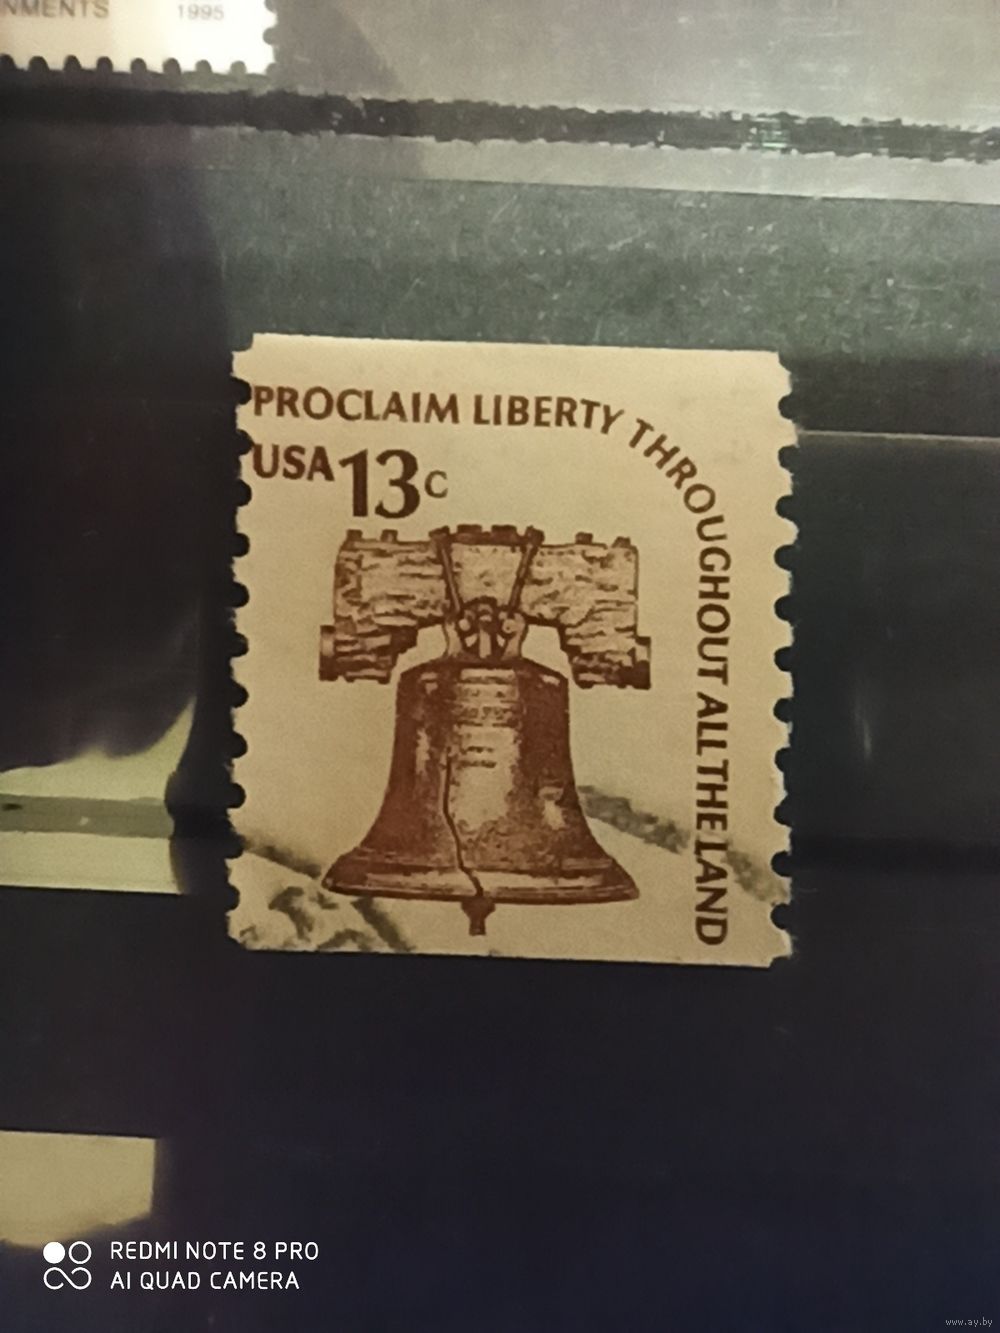 NMENTS 1995
PROCLAIM LIBERTY THROUGHOUT ALL THE LAND
USA 13c
REDMI NOTE 8 PRO
AI QUAD CAMERA
www.ay.by